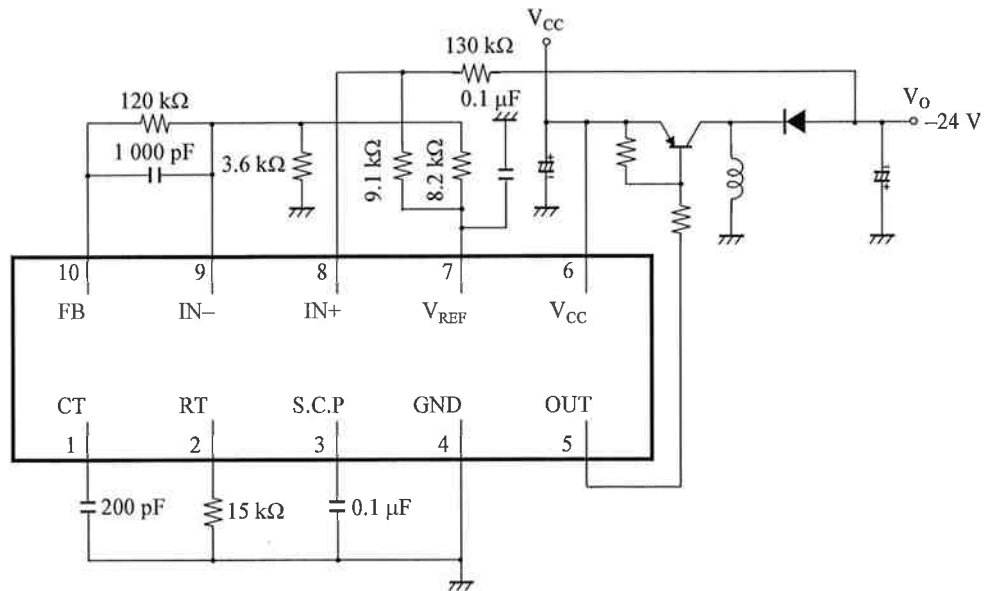 V_CC
130 kΩ
0.1 μF
120 kΩ
1 000 pF
3.6 kΩ
9.1 kΩ
8.2 kΩ
V_O
–24 V
10 9 8 7 6
FB IN– IN+ V_REF V_CC
CT RT S.C.P GND OUT
1 2 3 4 5
200 pF 15 kΩ 0.1 μF